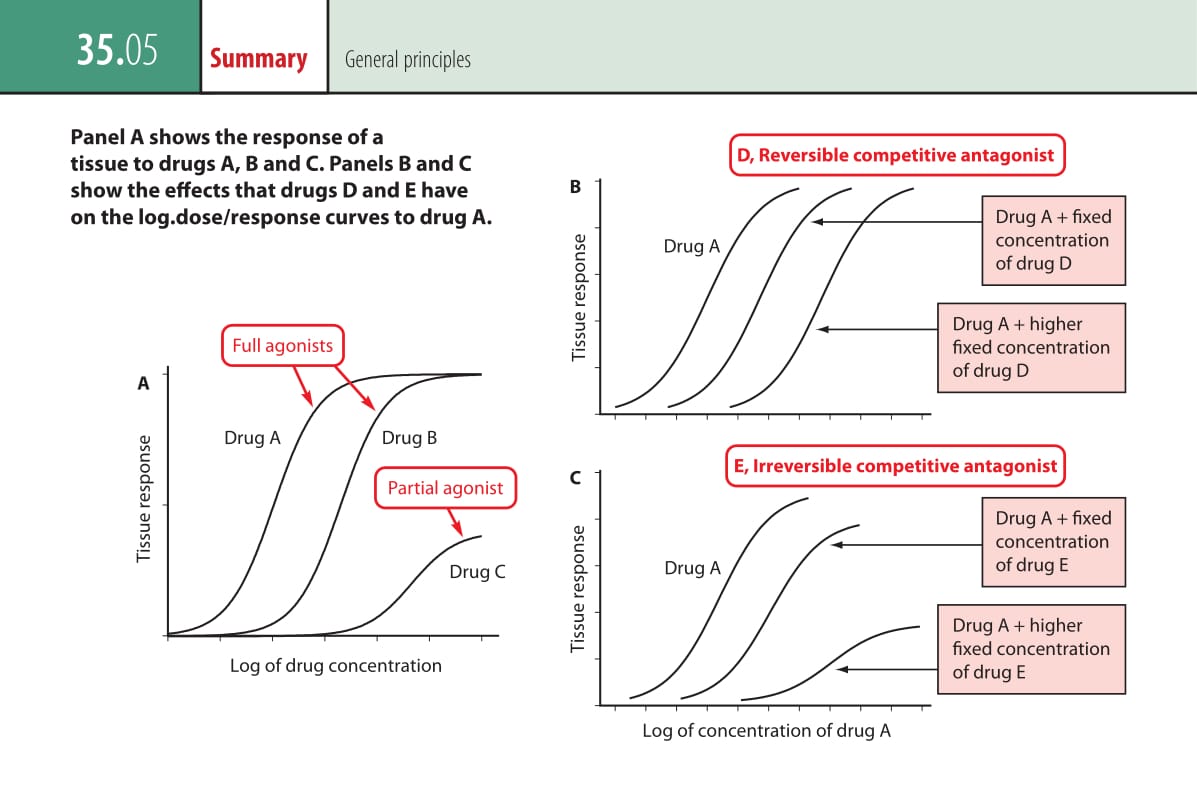 35.05
Summary
General principles
Panel A shows the response of a
tissue to drugs A, B and C. Panels B and C
show the effects that drugs D and E have
on the log.dose/response curves to drug A.
Full agonists
A
Drug A
Drug B
Partial agonist
Drug C
Tissue response
Log of drug concentration
D, Reversible competitive antagonist
B
Drug A
Tissue response
Drug A + fixed
concentration
of drug D
Drug A + higher
fixed concentration
of drug D
E, Irreversible competitive antagonist
C
Drug A
Tissue response
Drug A + fixed
concentration
of drug E
Drug A + higher
fixed concentration
of drug E
Log of concentration of drug A